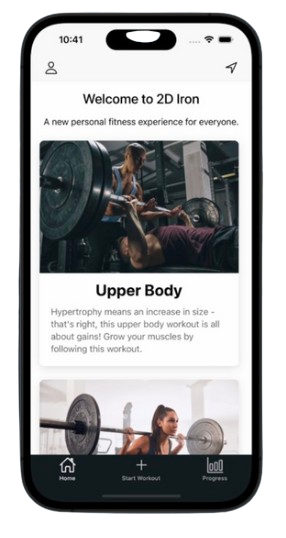 10:41
Welcome to 2D Iron
A new personal fitness experience for everyone.
Upper Body
Hypertrophy means an increase in size -
that's right, this upper body workout is all
about gains! Grow your muscles by
following this workout.
Home
Start Workout
Progress